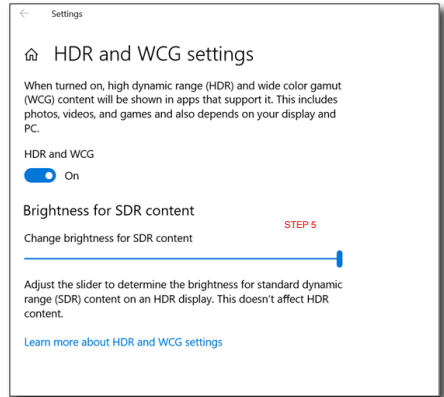 Settings
HDR and WCG settings
When turned on, high dynamic range (HDR) and wide color gamut
(WCG) content will be shown in apps that support it. This includes
photos, videos, and games and also depends on your display and
PC.
HDR and WCG
On
Brightness for SDR content
STEP 5
Change brightness for SDR content
Adjust the slider to determine the brightness for standard dynamic
range (SDR) content on an HDR display. This doesn't affect HDR
content.
Learn more about HDR and WCG settings